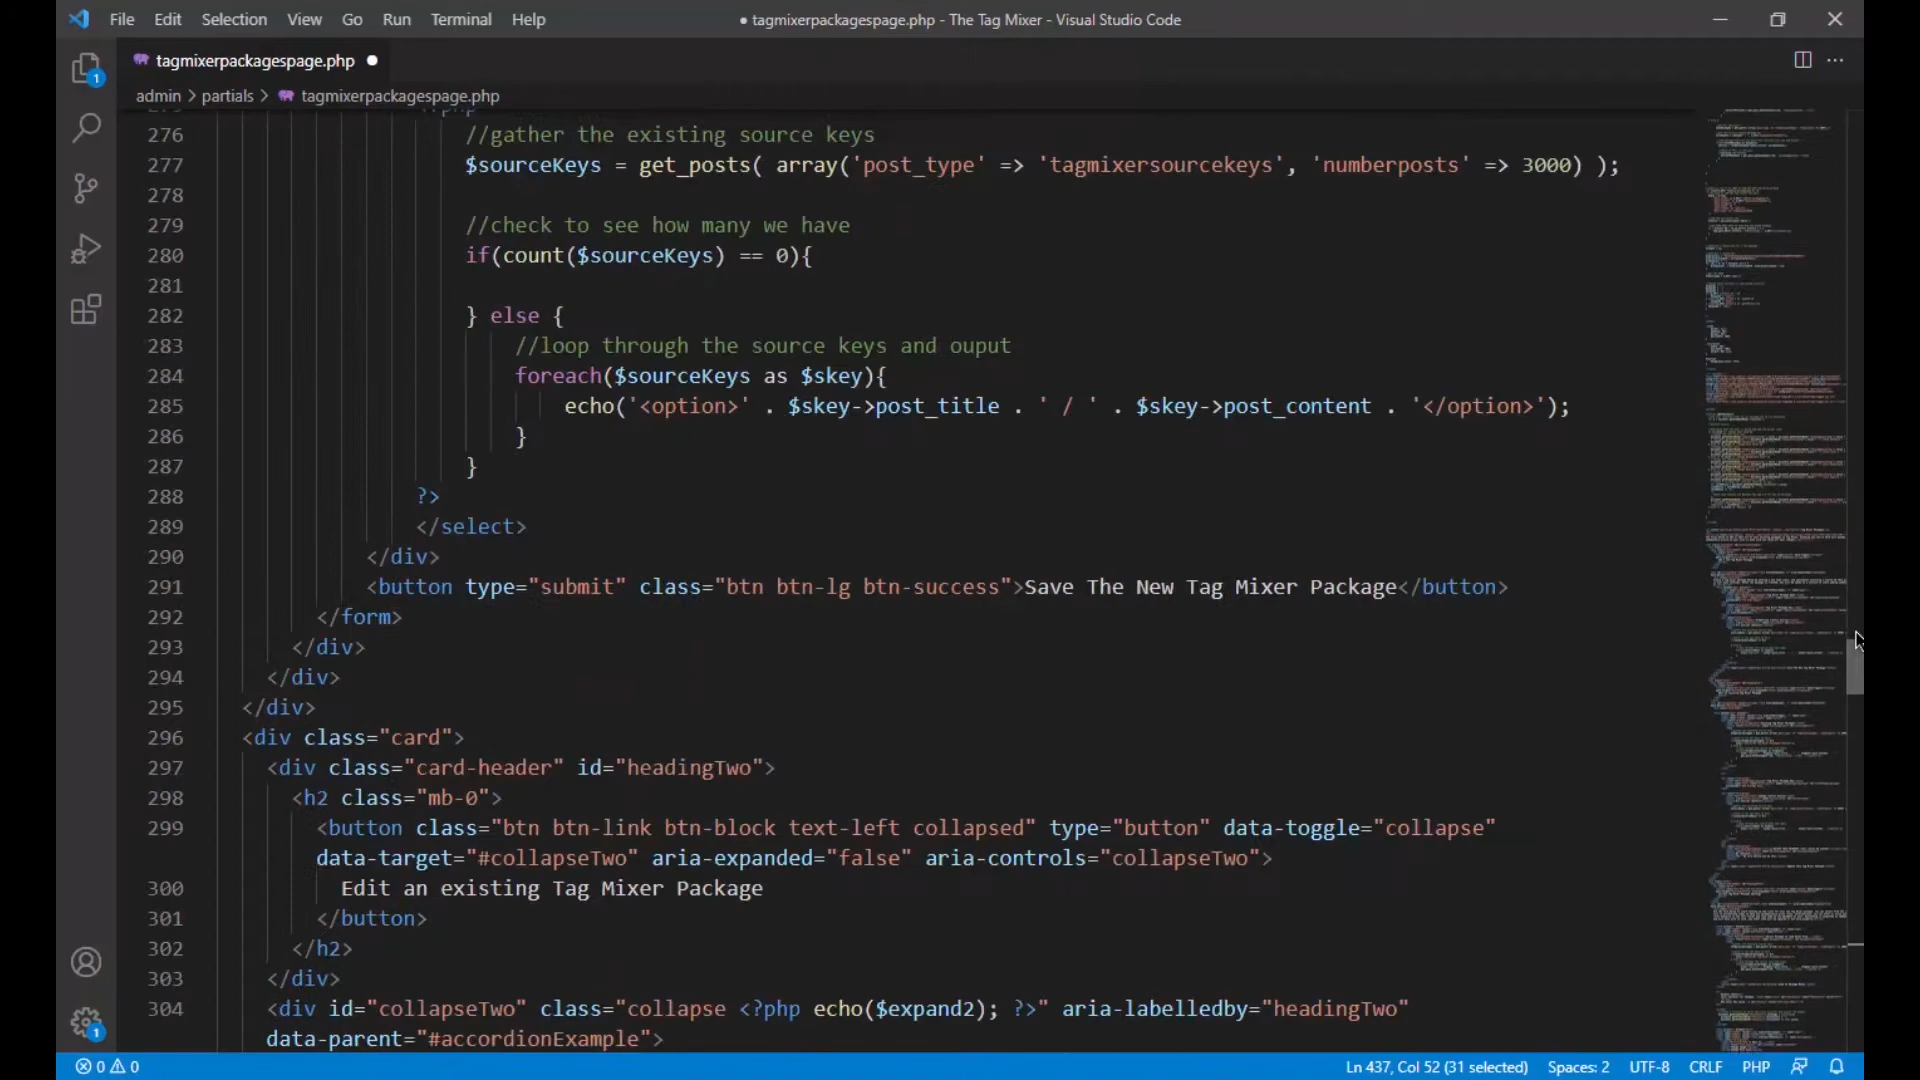 File Edit Selection View Go Run Terminal Help
● tagmixerpackagespage.php - The Tag Mixer - Visual Studio Code
1
tagmixerpackagespage.php ●
admin > partials > tagmixerpackagespage.php
276 //gather the existing source keys
277 $sourceKeys = get_posts( array('post_type' => 'tagmixersourcekeys', 'numberposts' => 3000) );
278
279 //check to see how many we have
280 if(count($sourceKeys) == 0){
281
282 } else {
283 //loop through the source keys and ouput
284 foreach($sourceKeys as $skey){
285 echo('<option>' . $skey->post_title . ' / ' . $skey->post_content . '</option>');
286 }
287 }
288 ?>
289 </select>
290 </div>
291 <button type="submit" class="btn btn-lg btn-success">Save The New Tag Mixer Package</button>
292 </form>
293 </div>
294 </div>
295 </div>
296 <div class="card">
297 <div class="card-header" id="headingTwo">
298 <h2 class="mb-0">
299 <button class="btn btn-link btn-block text-left collapsed" type="button" data-toggle="collapse"
data-target="#collapseTwo" aria-expanded="false" aria-controls="collapseTwo">
300 Edit an existing Tag Mixer Package
301 </button>
302 </h2>
303 </div>
304 <div id="collapseTwo" class="collapse <?php echo($expand2); ?>" aria-labelledby="headingTwo"
data-parent="#accordionExample">
1
0 0 Ln 437, Col 52 (31 selected) Spaces: 2 UTF-8 CRLF PHP